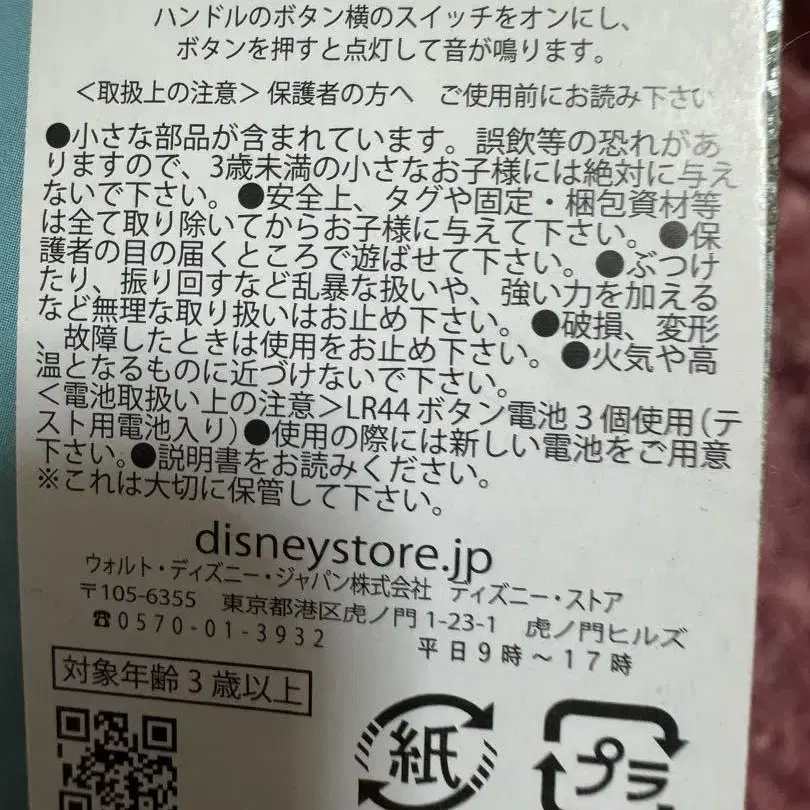 ハンドルのボタン横のスイッチをオンにし、
ボタンを押すと点灯して音が鳴ります。
＜取扱上の注意＞保護者の方へ　ご使用前にお読み下さい
●小さな部品が含まれています。誤飲等の恐れがあ
りますので、3歳未満の小さなお子様には絶対に与え
ないで下さい。●安全上、タグや固定・梱包資材等
は全て取り除いてからお子様に与えて下さい。●保
護者の目の届くところで遊ばせて下さい。●ぶつけ
たり、振り回すなど乱暴な扱いや、強い力を加える
など無理な取り扱いはお止め下さい。●破損、変形
、故障したときは使用をお止め下さい。●火気や高
温となるものに近づけないで下さい。
＜電池取扱い上の注意＞LR44ボタン電池3個使用（テ
スト用電池入り）●使用の際には新しい電池をご用意
下さい。●説明書をお読みください。
※これは大切に保管して下さい。
disneystore.jp
ウォルト・ディズニー・ジャパン株式会社　ディズニー・ストア
〒105-6355　東京都港区虎ノ門1-23-1　虎ノ門ヒルズ
☎0570-01-3932　平日9時～17時
対象年齢3歳以上
紙
プラ